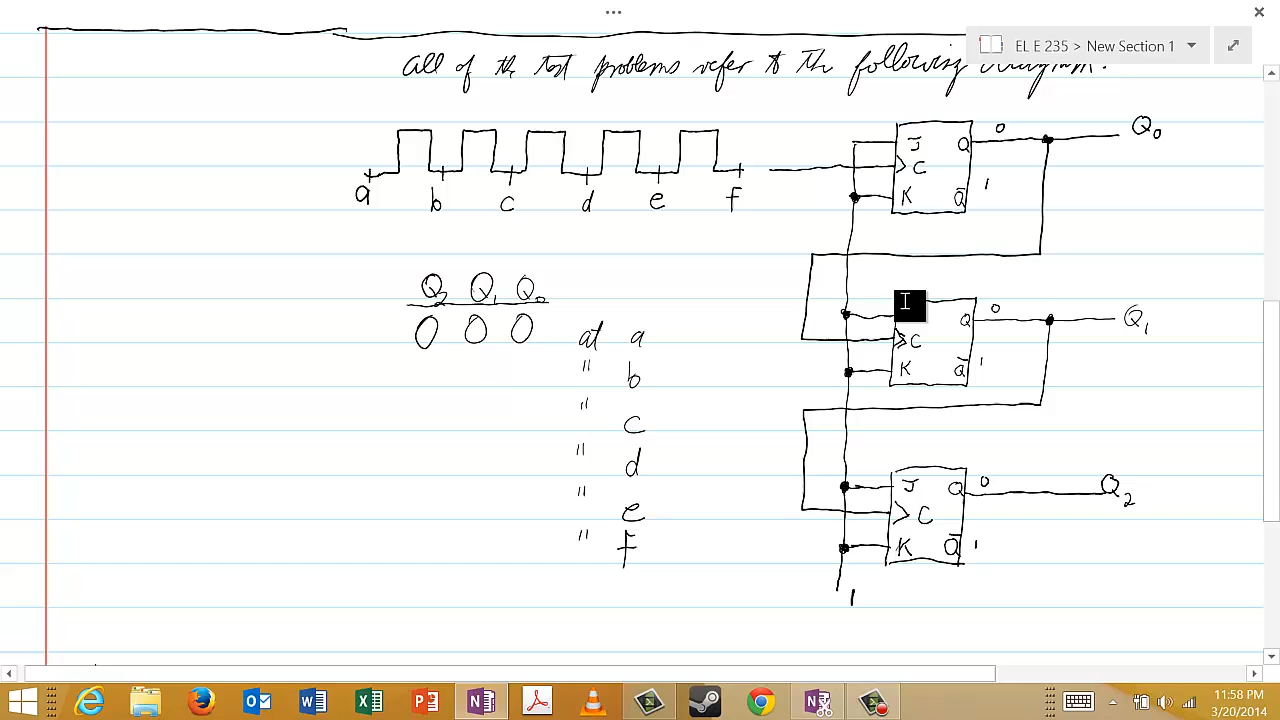 EL E 235 > New Section 1
All of the test problems refer to the following diagram.
a b c d e f
J Q 0 Q0
C
K Q̅ 1
Q2 Q1 Q0
0 0 0 at a
" b
" c
" d
" e
" f
Q 0 Q1
C
K Q̅ 1
J Q 0 Q2
C
K Q̅ 1
1
11:58 PM
3/20/2014